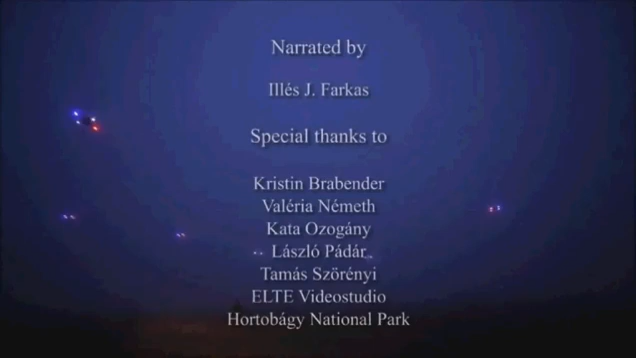 Narrated by
Illés J. Farkas
Special thanks to
Kristin Brabender
Valéria Németh
Kata Ozogány
László Pádár
Tamás Szörényi
ELTE Videostudio
Hortobágy National Park